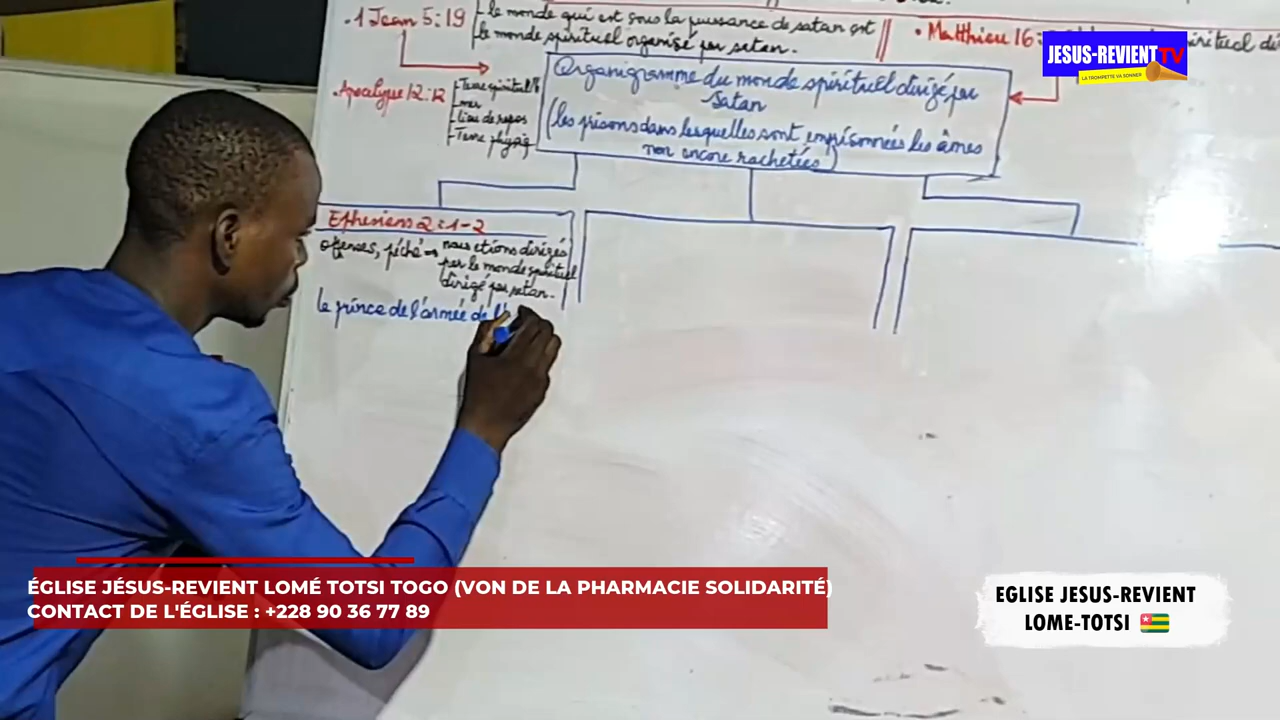 - 1 Jean 5:19
- le monde qui est sous la puissance de satan est
le monde spirituel organisé par satan.
• Matthieu 16:
JESUS-REVIENT TV
LA TROMPETTE VA SONNER
Organigramme du monde spirituel dirigé par
Satan
(les prisons dans lesquelles sont emprisonnées les âmes
non encore rachetées)
. Apocalypse 12:12
- Terre spirituelle
- mer
- lieu de repos
- Terre physiq
Ephesiens 2:1-2
offenses, péché
nous etions dirigés
par le monde spirituel
dirigé par satan.
le prince de l'armée de l'
ÉGLISE JÉSUS-REVIENT LOMÉ TOTSI TOGO (VON DE LA PHARMACIE SOLIDARITÉ)
CONTACT DE L'ÉGLISE : +228 90 36 77 89
EGLISE JESUS-REVIENT
LOME-TOTSI